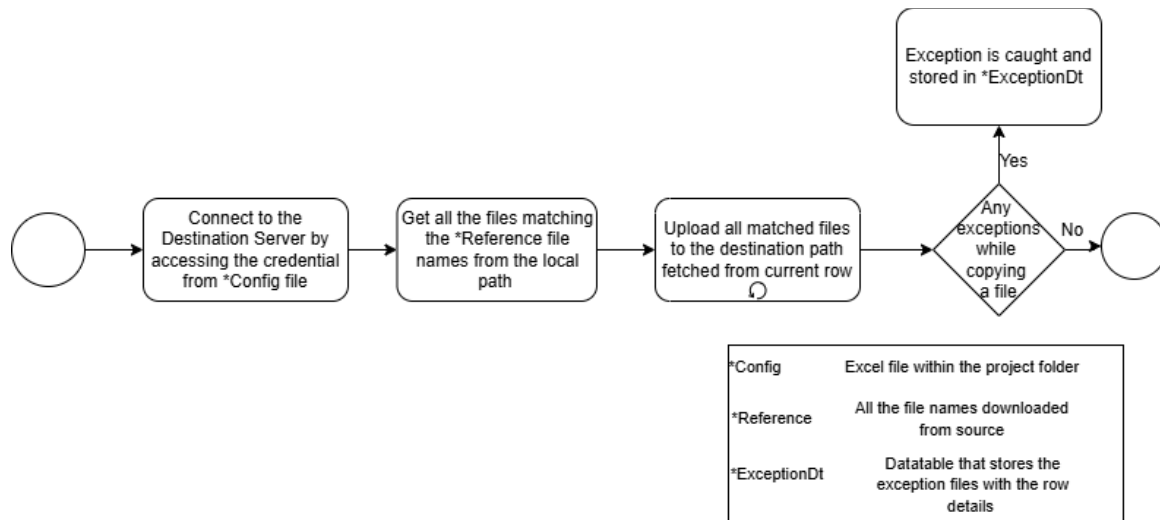 Connect to the
Destination Server by
accessing the credential
from *Config file
Get all the files matching
the *Reference file
names from the local
path
Upload all matched files
to the destination path
fetched from current row
Any
exceptions
while
copying
a file
Yes
Exception is caught and
stored in *ExceptionDt
No
*Config Excel file within the project folder
*Reference All the file names downloaded
from source
*ExceptionDt Datatable that stores the
exception files with the row
details